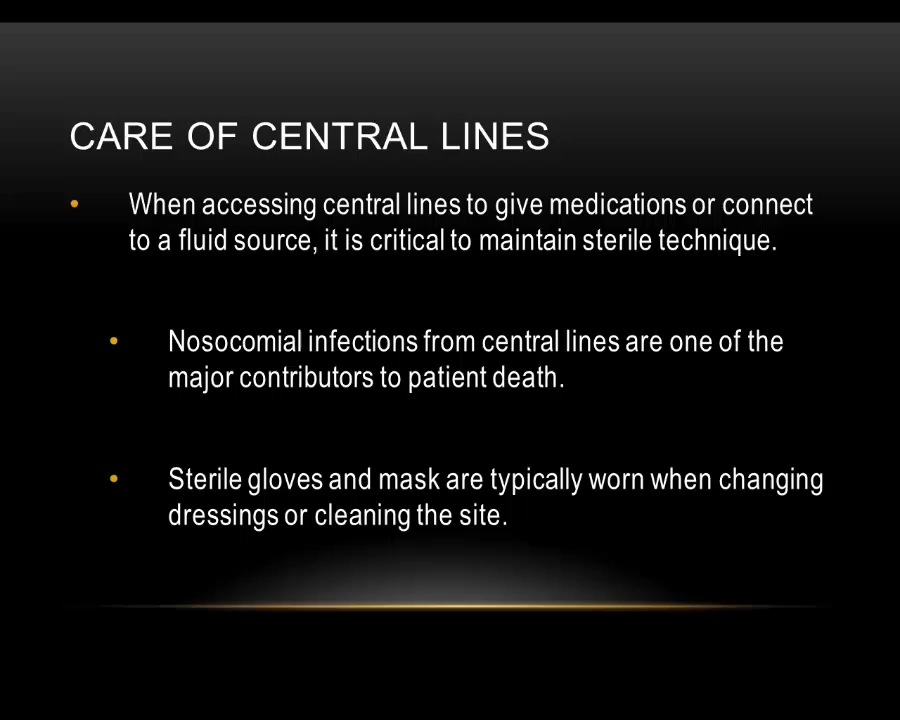 CARE OF CENTRAL LINES
• When accessing central lines to give medications or connect
to a fluid source, it is critical to maintain sterile technique.
• Nosocomial infections from central lines are one of the
major contributors to patient death.
• Sterile gloves and mask are typically worn when changing
dressings or cleaning the site.